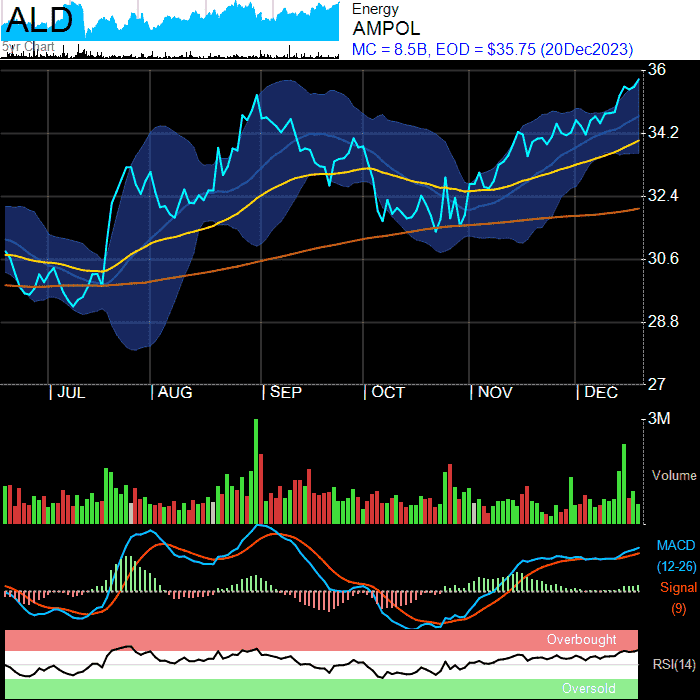 ALD
5yr Chart
Energy
AMPOL
MC = 8.5B, EOD = $35.75 (20Dec2023)
36
34.2
32.4
30.6
28.8
27
JUL AUG SEP OCT NOV DEC
3M
Volume
MACD
(12-26)
Signal
(9)
Overbought
RSI(14)
Oversold